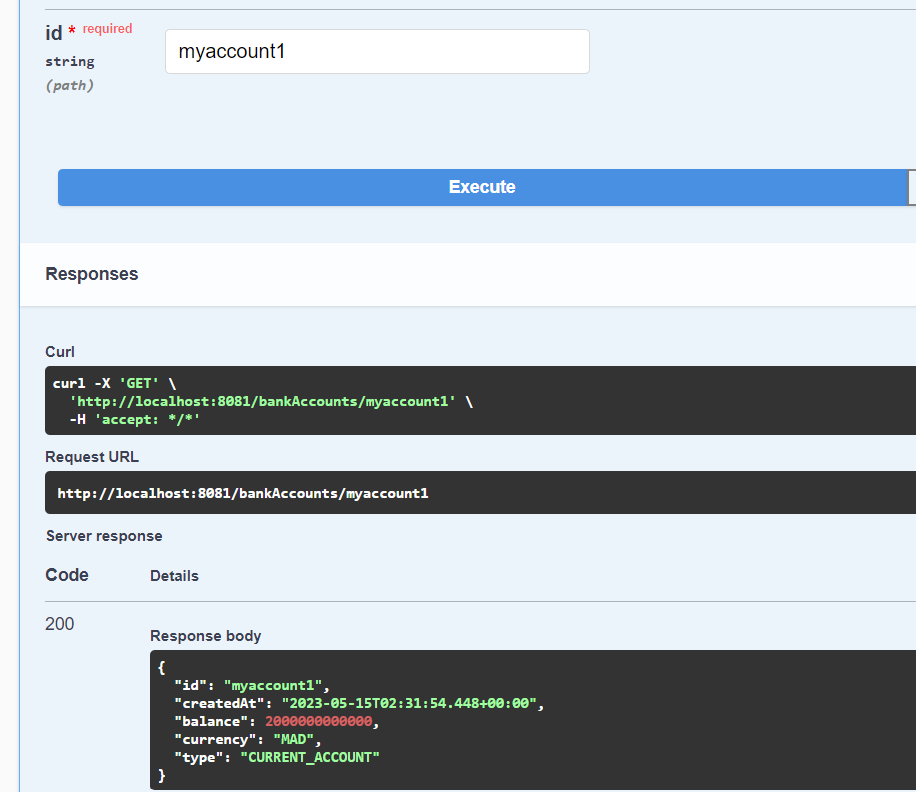 id * required
string
(path)
myaccount1
Execute
Responses
Curl
curl -X 'GET' \
  'http://localhost:8081/bankAccounts/myaccount1' \
  -H 'accept: */*'
Request URL
http://localhost:8081/bankAccounts/myaccount1
Server response
Code Details
200
Response body
{
  "id": "myaccount1",
  "createdAt": "2023-05-15T02:31:54.448+00:00",
  "balance": 2000000000000,
  "currency": "MAD",
  "type": "CURRENT_ACCOUNT"
}